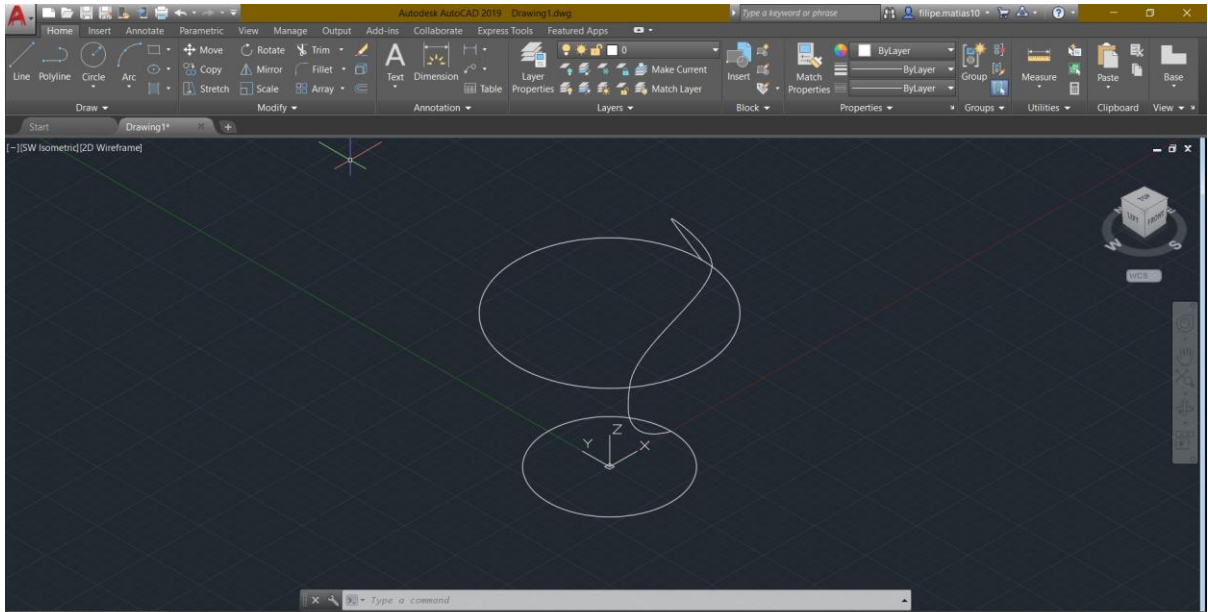 A
Autodesk AutoCAD 2019 Drawing1.dwg
Type a keyword or phrase
filipe.matias10
?
Home Insert Annotate Parametric View Manage Output Add-ins Collaborate Express Tools Featured Apps
Line Polyline Circle Arc
Move Rotate Trim
Copy Mirror Fillet
Stretch Scale Array
Text Dimension
Table
Layer Properties
0
Make Current
Match Layer
Insert
Match Properties
ByLayer
ByLayer
ByLayer
Group
Measure
Paste
Base
Draw Modify Annotation Layers Block Properties Groups Utilities Clipboard View
Start Drawing1* +
[−][SW Isometric][2D Wireframe]
TOP
LEFT FRONT
W S
WCS
Z
Y X
Type a command